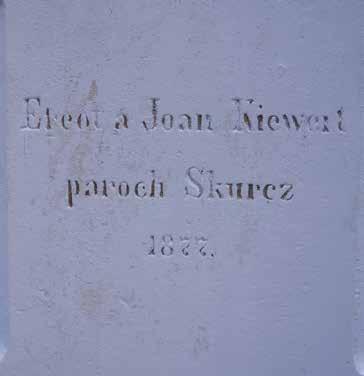 Erect a Joan Kiewert
paroch Skurcz
1877.